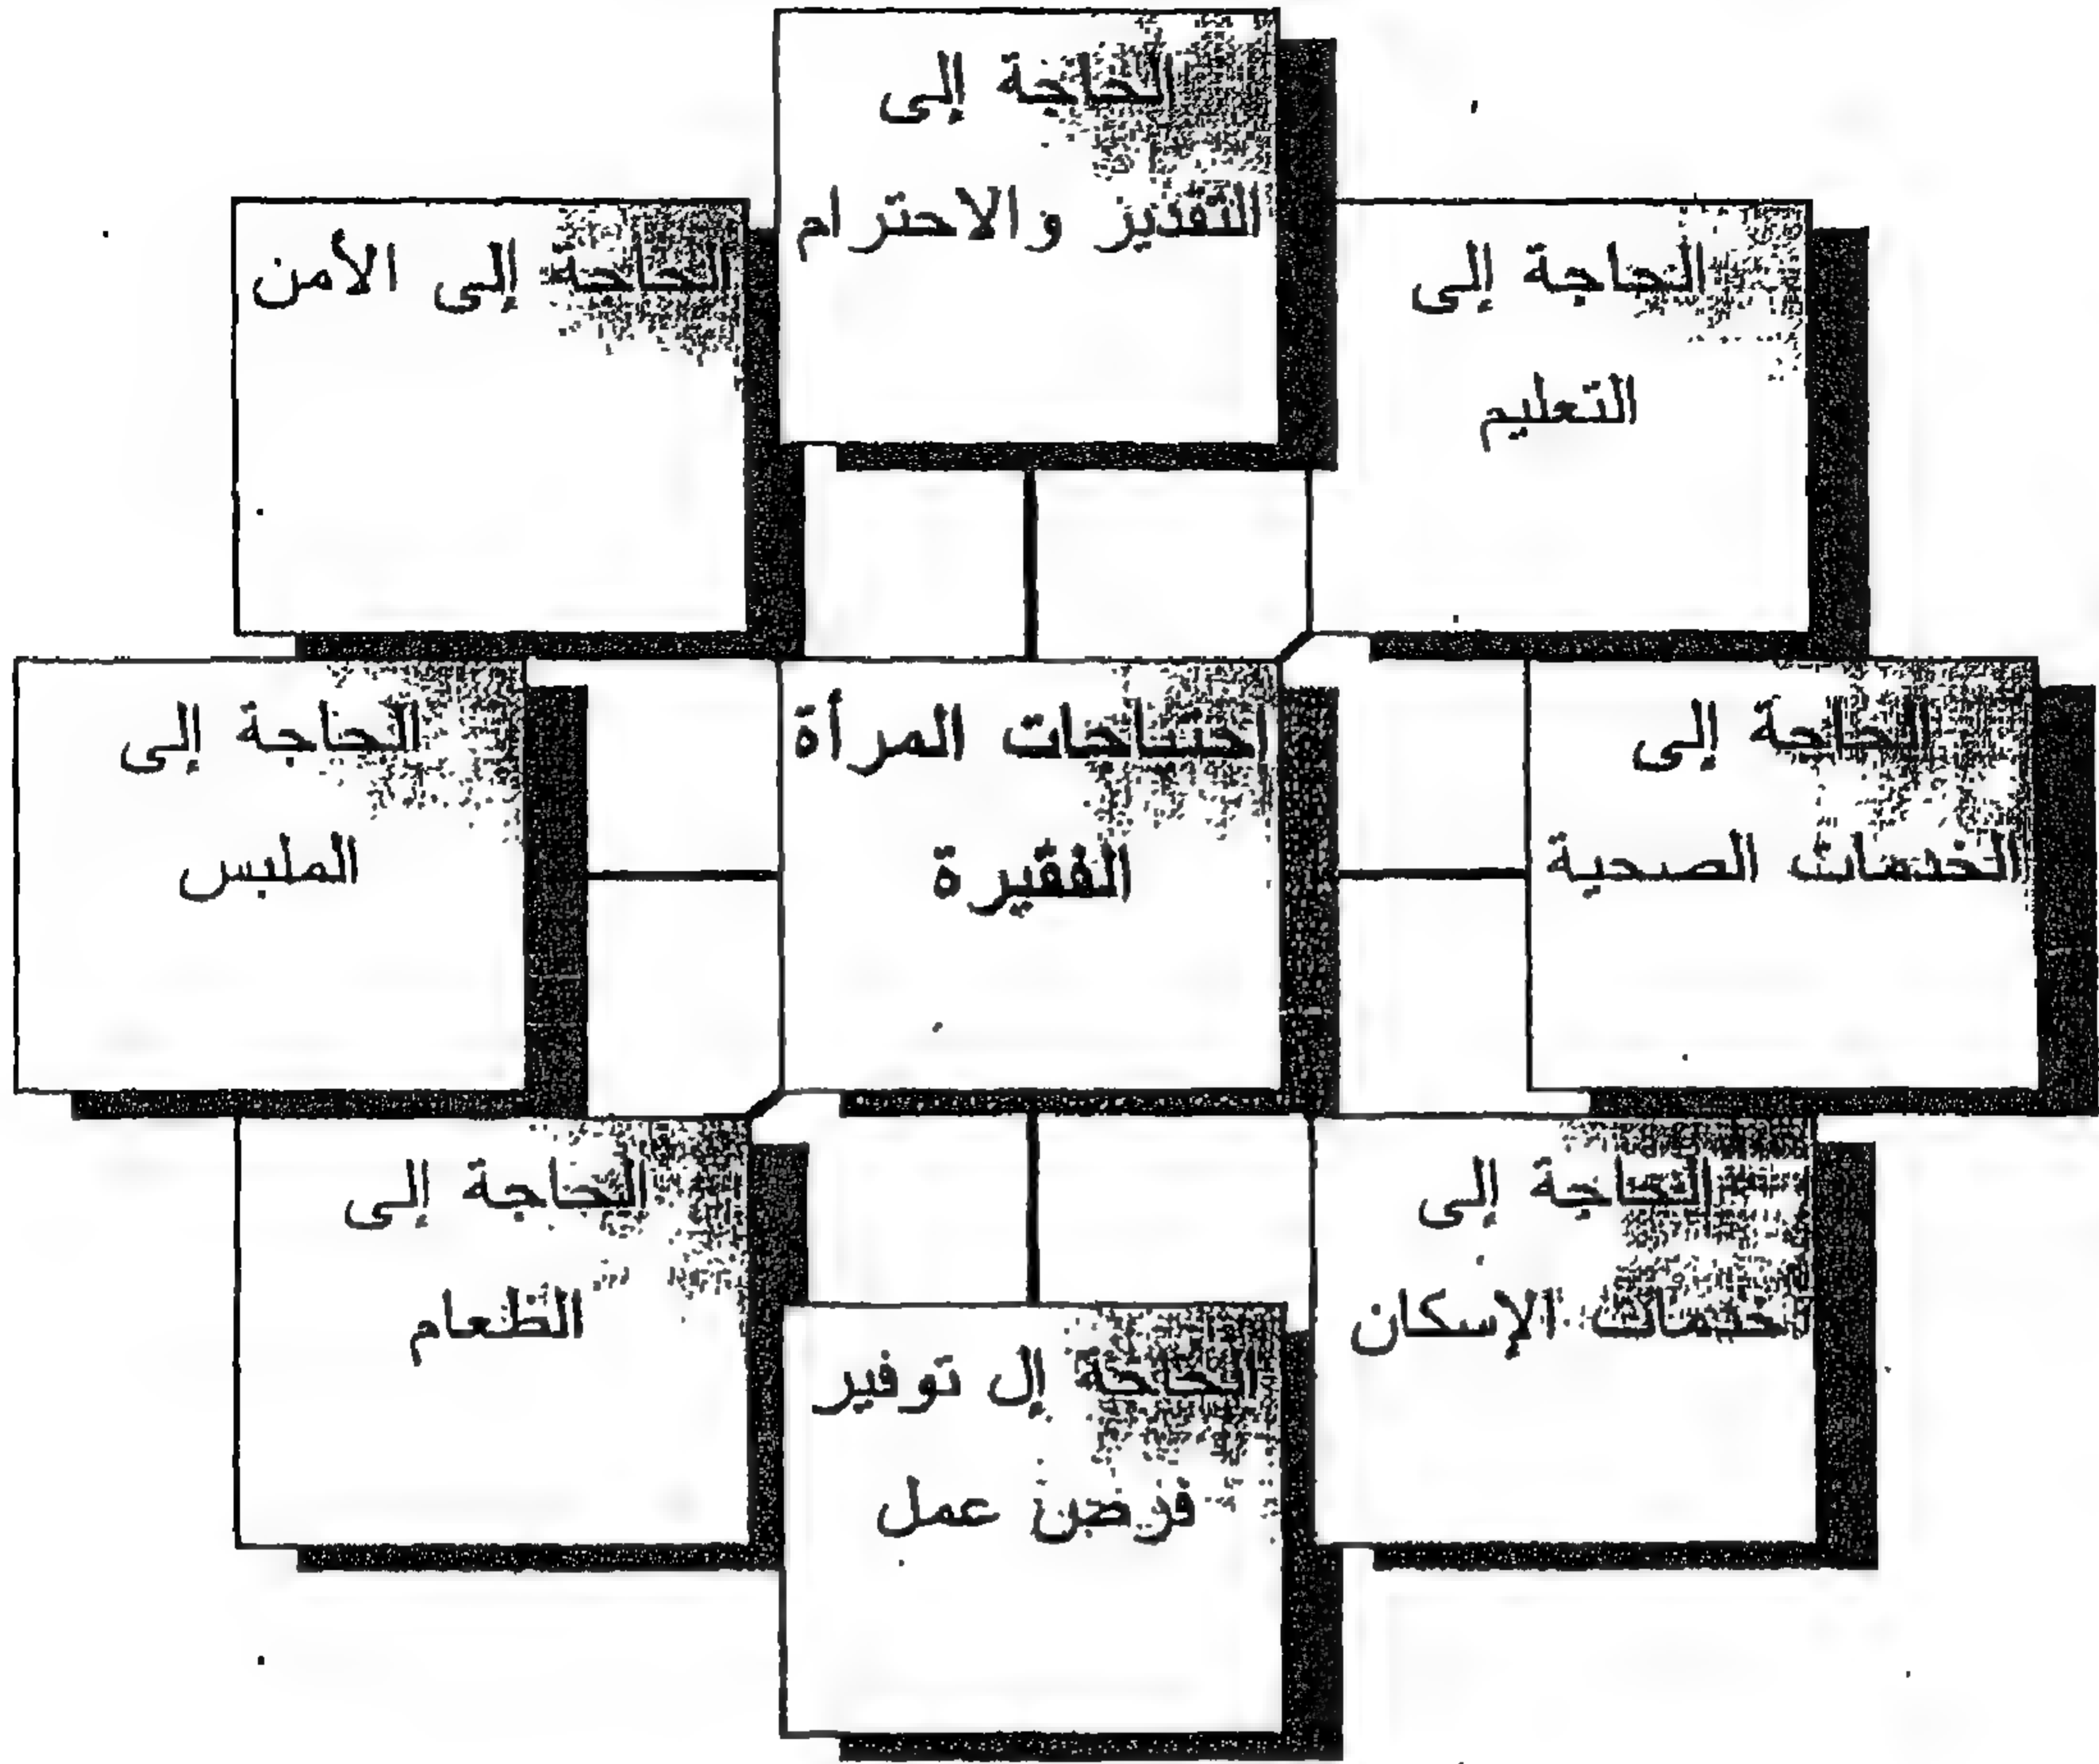 الحاجة إلى
التقدير والاحترام
الحاجة إلى
التعليم
الحاجة إلى الأمن
الحاجة إلى
الخدمات الصحية
احتياجات المرأة
الفقيرة
الحاجة إلى
الملبس
الحاجة إلى
خدمات الإسكان
الحاجة إلى
الطعام
الحاجة إل توفير
فرص عمل